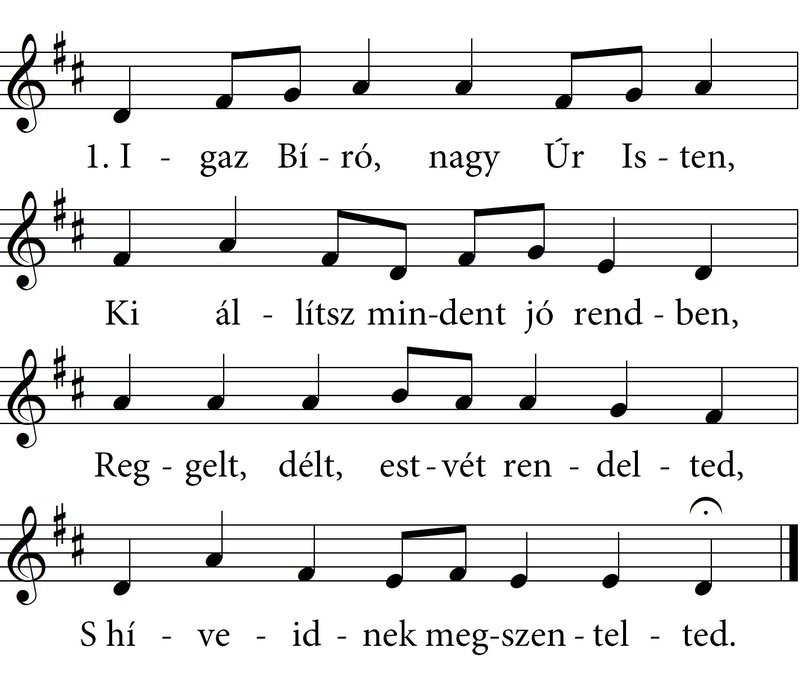 1. I - gaz Bí - ró, nagy Úr Is - ten,
Ki ál - lítsz min-dent jó rend - ben,
Reg - gelt, délt, est - vét ren - del - ted,
S hí - ve - id - nek meg-szen - tel - ted.